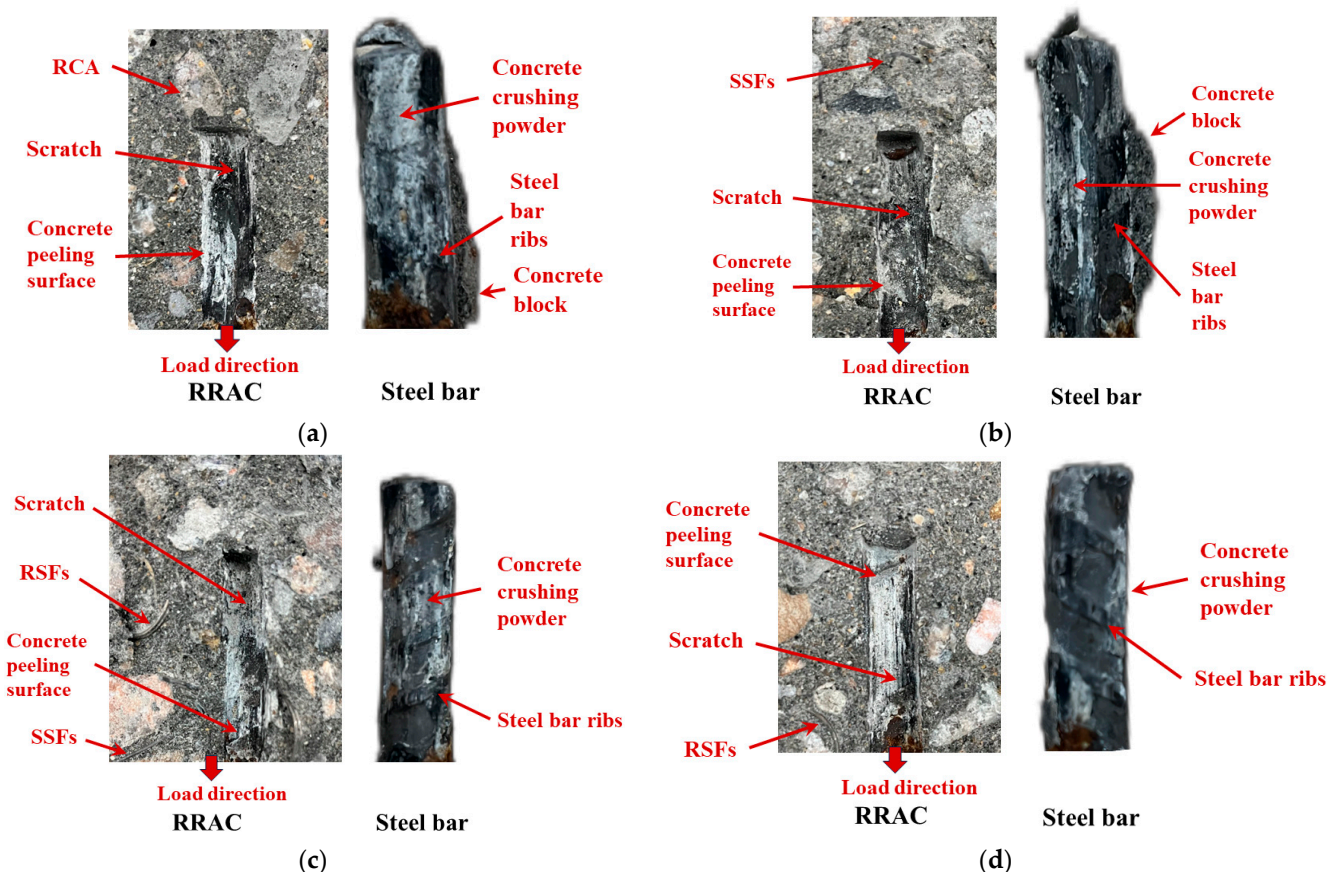 RCA
Scratch
Concrete
peeling
surface
Load direction
RRAC
Concrete
crushing
powder
Steel
bar
ribs
Concrete
block
Steel bar
(a)
SSFs
Scratch
Concrete
peeling
surface
Load direction
RRAC
Concrete
block
Concrete
crushing
powder
Steel
bar
ribs
Steel bar
(b)
Scratch
RSFs
Concrete
peeling
surface
SSFs
Load direction
RRAC
Concrete
crushing
powder
Steel bar ribs
Steel bar
(c)
Concrete
peeling
surface
Scratch
RSFs
Load direction
RRAC
Concrete
crushing
powder
Steel bar ribs
Steel bar
(d)